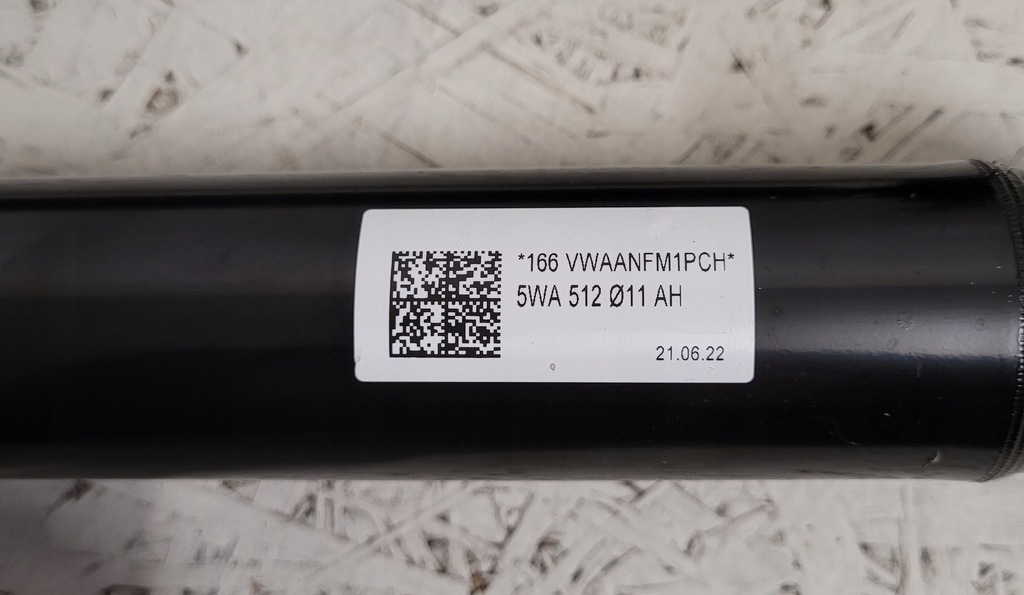 *166 VWAANFM1PCH*
5WA 512 Ø11 AH
21.06.22